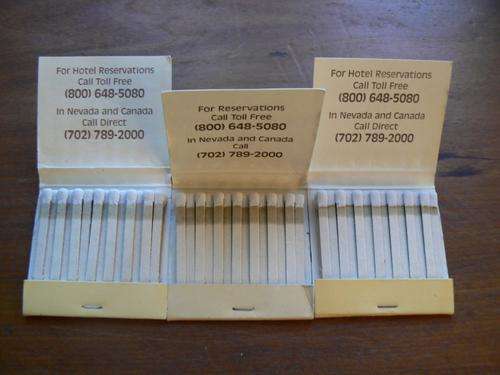 For Hotel Reservations
Call Toll Free
(800) 648-5080
In Nevada and Canada
Call Direct
(702) 789-2000
For Reservations
Call Toll Free
(800) 648-5080
In Nevada and Canada
Call
(702) 789-2000
For Hotel Reservations
Call Toll Free
(800) 648-5080
In Nevada and Canada
Call Direct
(702) 789-2000